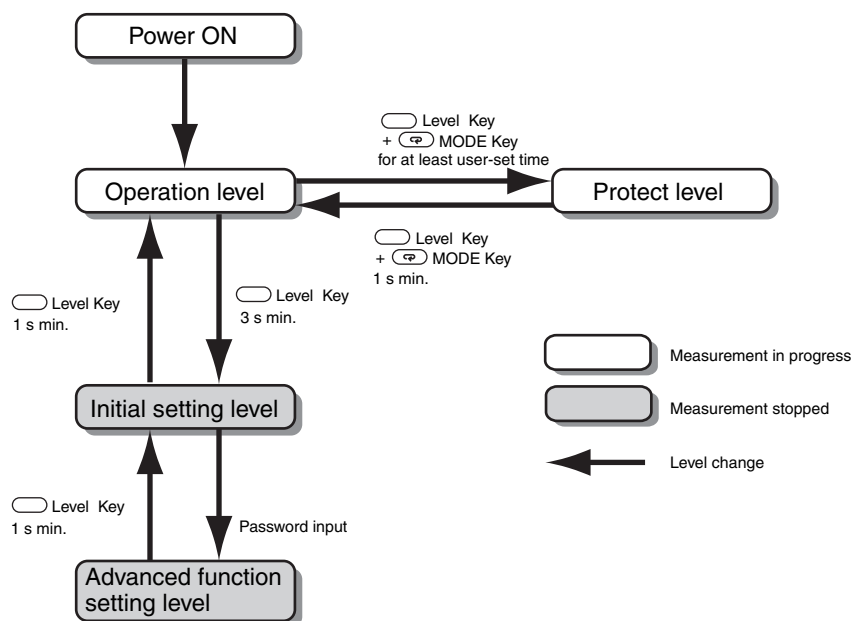 Power ON
Level Key
+ MODE Key
for at least user-set time
Operation level
Protect level
Level Key
+ MODE Key
1 s min.
Level Key
1 s min.
Level Key
3 s min.
Measurement in progress
Initial setting level
Measurement stopped
Level change
Level Key
1 s min.
Password input
Advanced function
setting level